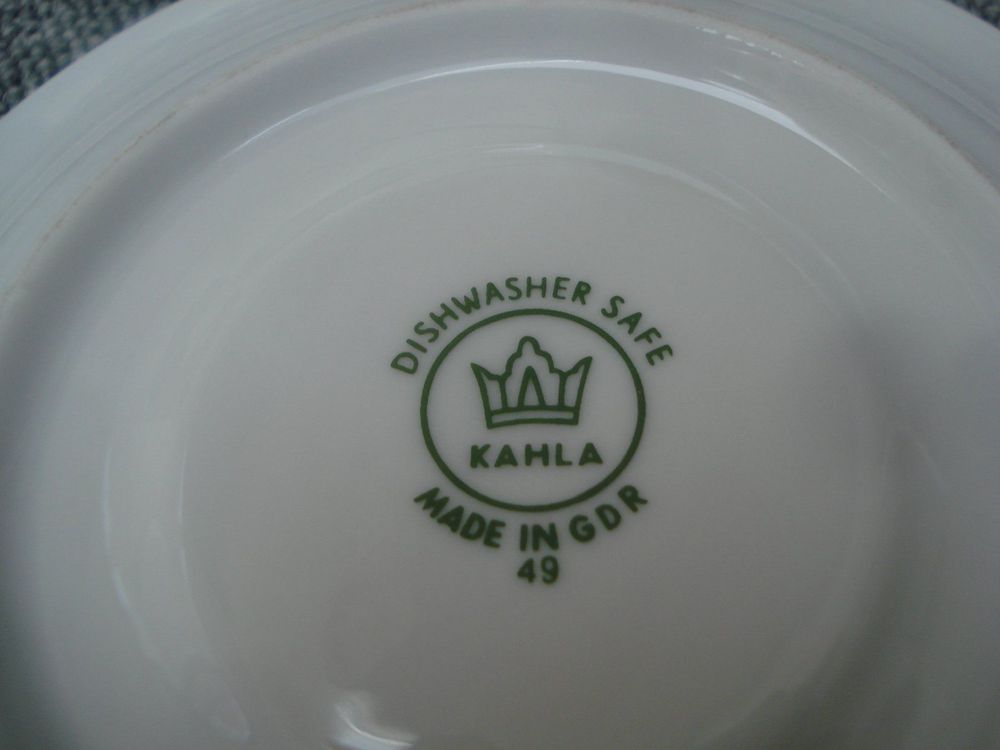 DISHWASHER SAFE
KAHLA
MADE IN GDR
49